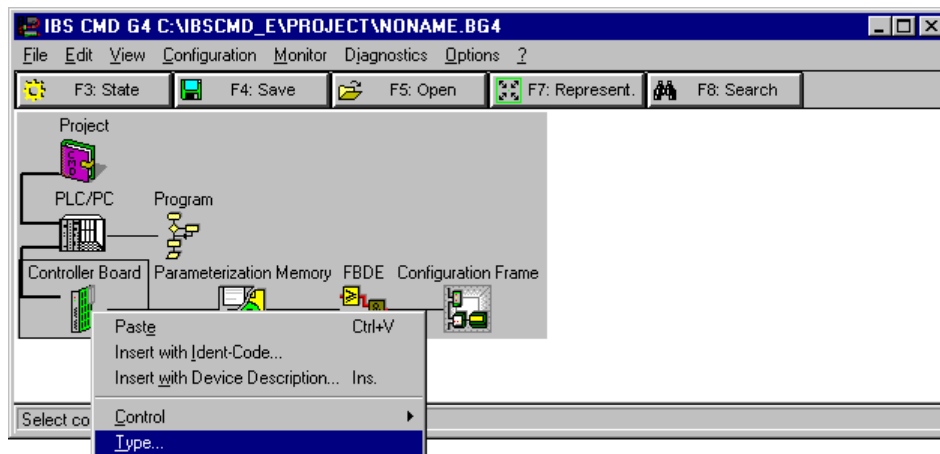 IBS CMD G4 C:\IBSCMD_E\PROJECT\NONAME.BG4
File Edit View Configuration Monitor Diagnostics Options ?
F3: State F4: Save F5: Open F7: Represent. F8: Search
Project
CMD
PLC/PC Program
Controller Board Parameterization Memory FBDE Configuration Frame
Paste Ctrl+V
Insert with Ident-Code...
Insert with Device Description... Ins.
Control
Select co
Type...